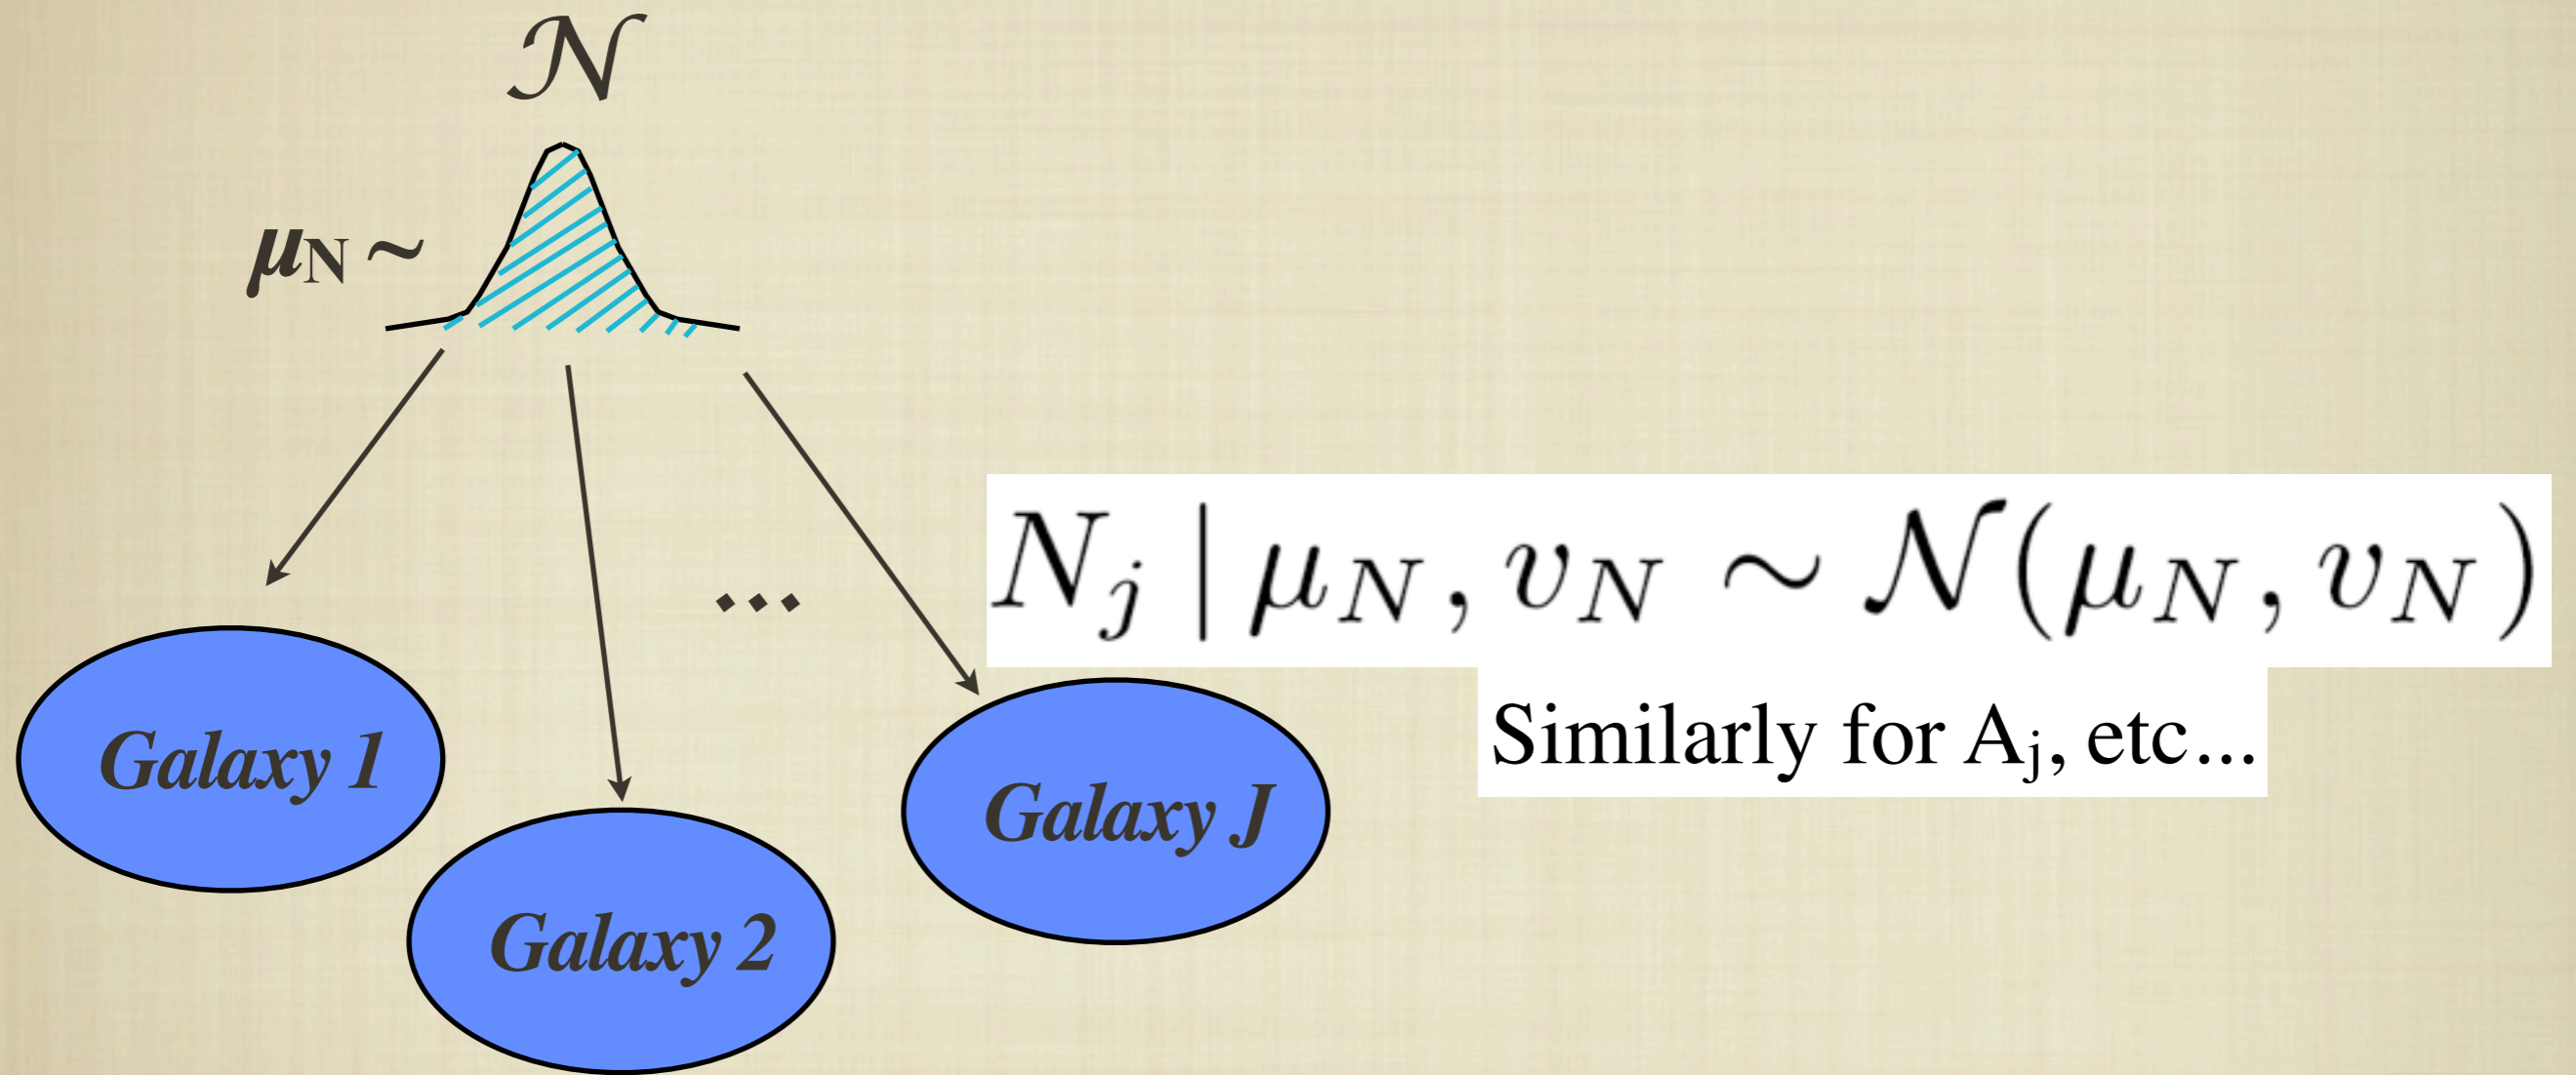 𝒩
μN ~
...
Nj | μN, vN ~ 𝒩(μN, vN)
Similarly for Aj, etc...
Galaxy 1
Galaxy J
Galaxy 2